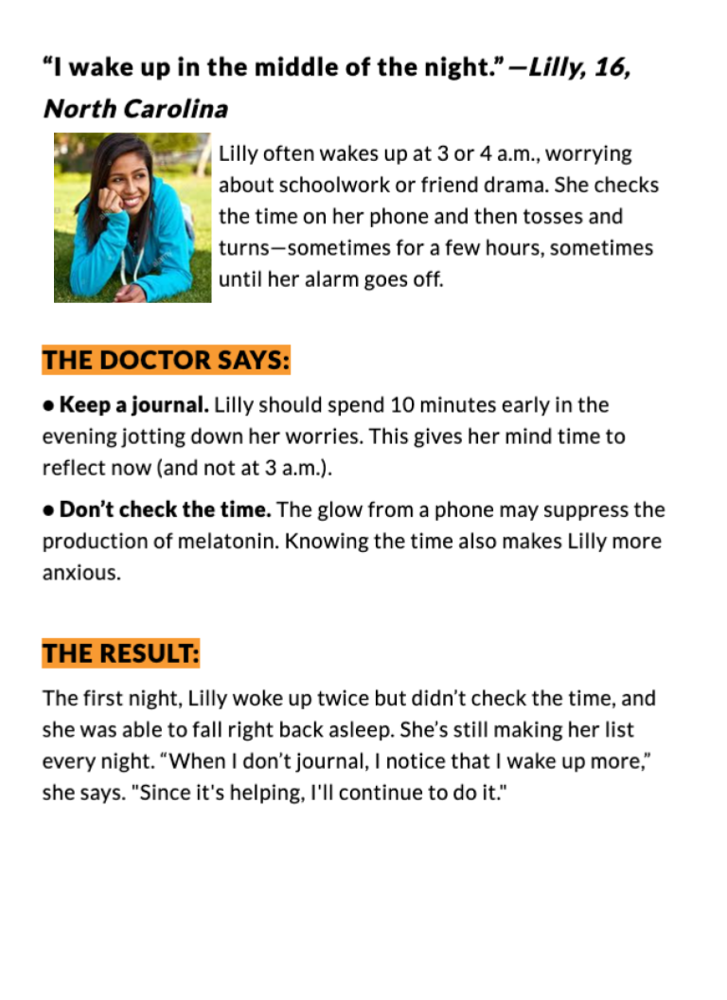 “I wake up in the middle of the night.” —Lilly, 16,
North Carolina
Lilly often wakes up at 3 or 4 a.m., worrying
about schoolwork or friend drama. She checks
the time on her phone and then tosses and
turns—sometimes for a few hours, sometimes
until her alarm goes off.
THE DOCTOR SAYS:
● Keep a journal. Lilly should spend 10 minutes early in the
evening jotting down her worries. This gives her mind time to
reflect now (and not at 3 a.m.).
● Don’t check the time. The glow from a phone may suppress the
production of melatonin. Knowing the time also makes Lilly more
anxious.
THE RESULT:
The first night, Lilly woke up twice but didn’t check the time, and
she was able to fall right back asleep. She’s still making her list
every night. “When I don’t journal, I notice that I wake up more,”
she says. "Since it's helping, I'll continue to do it."